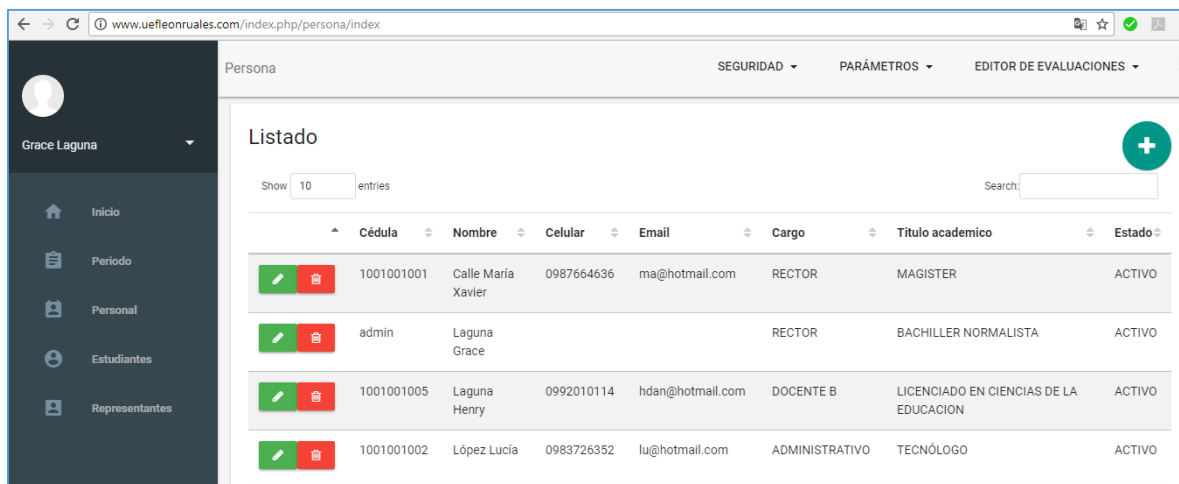 www.uefleonruales.com/index.php/persona/index
Persona
SEGURIDAD
PARÁMETROS
EDITOR DE EVALUACIONES
Grace Laguna
Inicio
Periodo
Personal
Estudiantes
Representantes
Listado
Show 10 entries
Search:
Cédula Nombre Celular Email Cargo Titulo academico Estado
1001001001 Calle María 0987664636 ma@hotmail.com RECTOR MAGISTER ACTIVO
Xavier
admin Laguna RECTOR BACHILLER NORMALISTA ACTIVO
Grace
1001001005 Laguna 0992010114 hdan@hotmail.com DOCENTE B LICENCIADO EN CIENCIAS DE LA ACTIVO
Henry EDUCACION
1001001002 López Lucía 0983726352 lu@hotmail.com ADMINISTRATIVO TECNÓLOGO ACTIVO